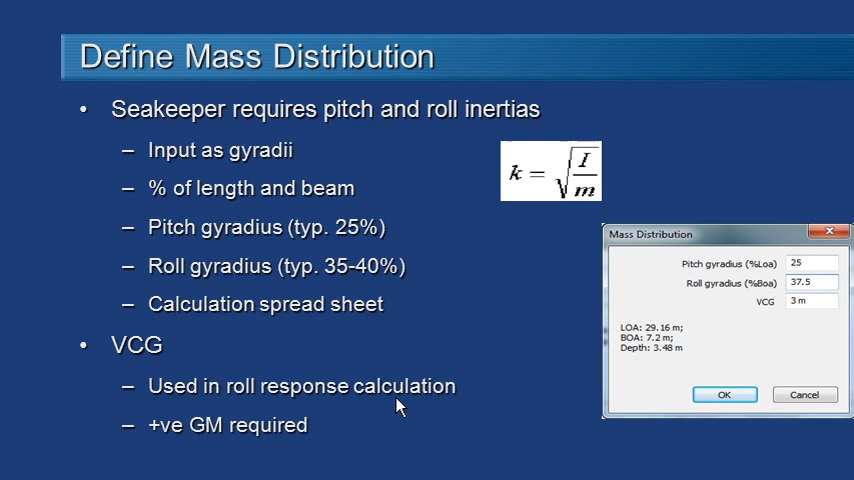 Define Mass Distribution
• Seakeeper requires pitch and roll inertias
– Input as gyradii
– % of length and beam
– Pitch gyradius (typ. 25%)
– Roll gyradius (typ. 35-40%)
– Calculation spread sheet
• VCG
– Used in roll response calculation
– +ve GM required
k = √(I/m)
Mass Distribution
Pitch gyradius (%Loa) 25
Roll gyradius (%Boa) 37.5
VCG 3 m
LOA: 29.16 m;
BOA: 7.2 m;
Depth: 3.48 m
OK Cancel